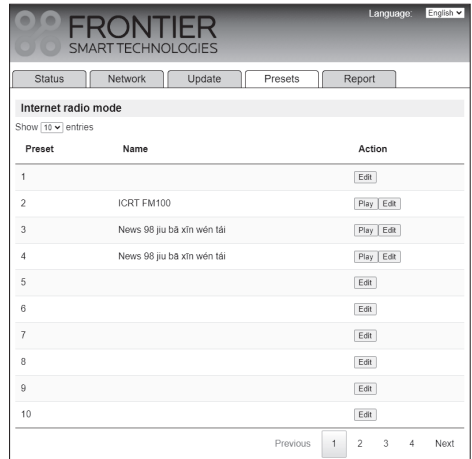 FRONTIER
SMART TECHNOLOGIES
Language: English
Status Network Update Presets Report
Internet radio mode
Show 10 entries
Preset Name Action
1 Edit
2 ICRT FM100 Play Edit
3 News 98 jiu bā xīn wén tái Play Edit
4 News 98 jiu bā xīn wén tái Play Edit
5 Edit
6 Edit
7 Edit
8 Edit
9 Edit
10 Edit
Previous 1 2 3 4 Next